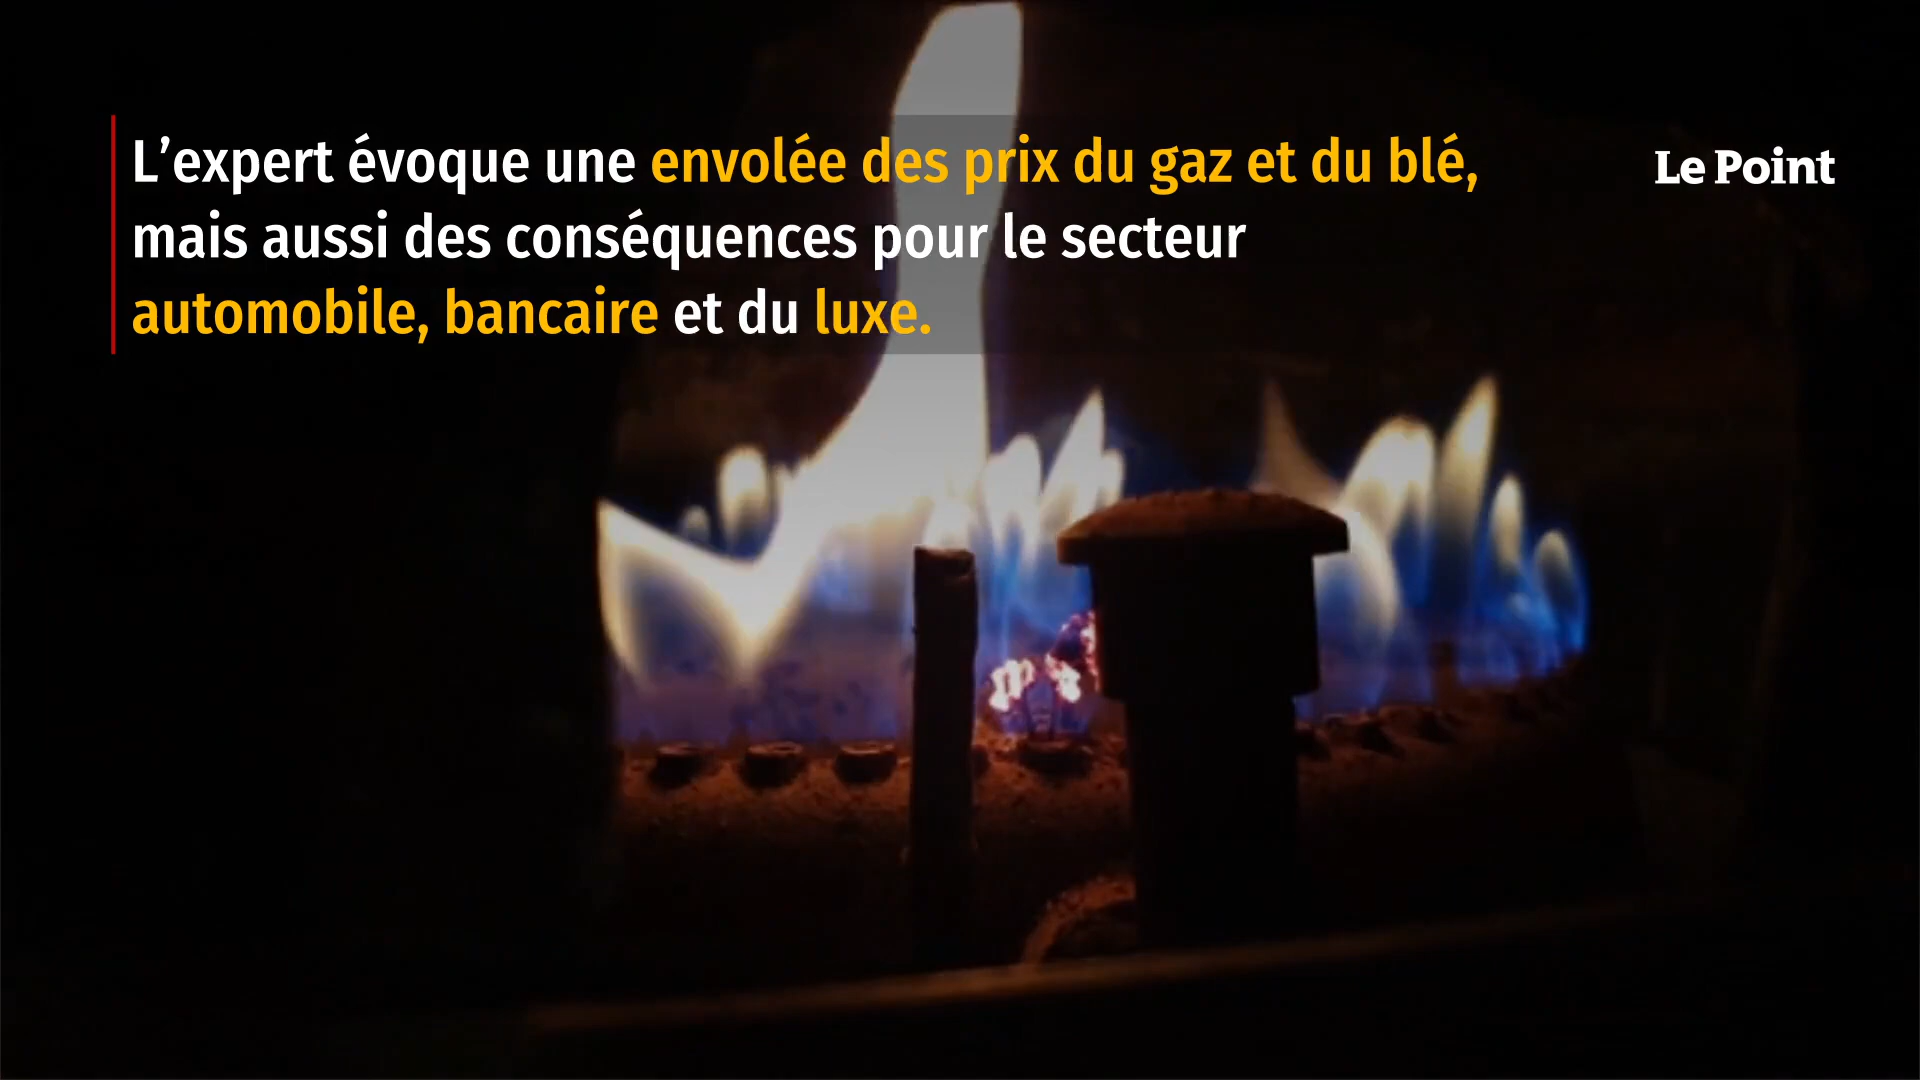 L’expert évoque une envolée des prix du gaz et du blé,
mais aussi des conséquences pour le secteur
automobile, bancaire et du luxe.
Le Point